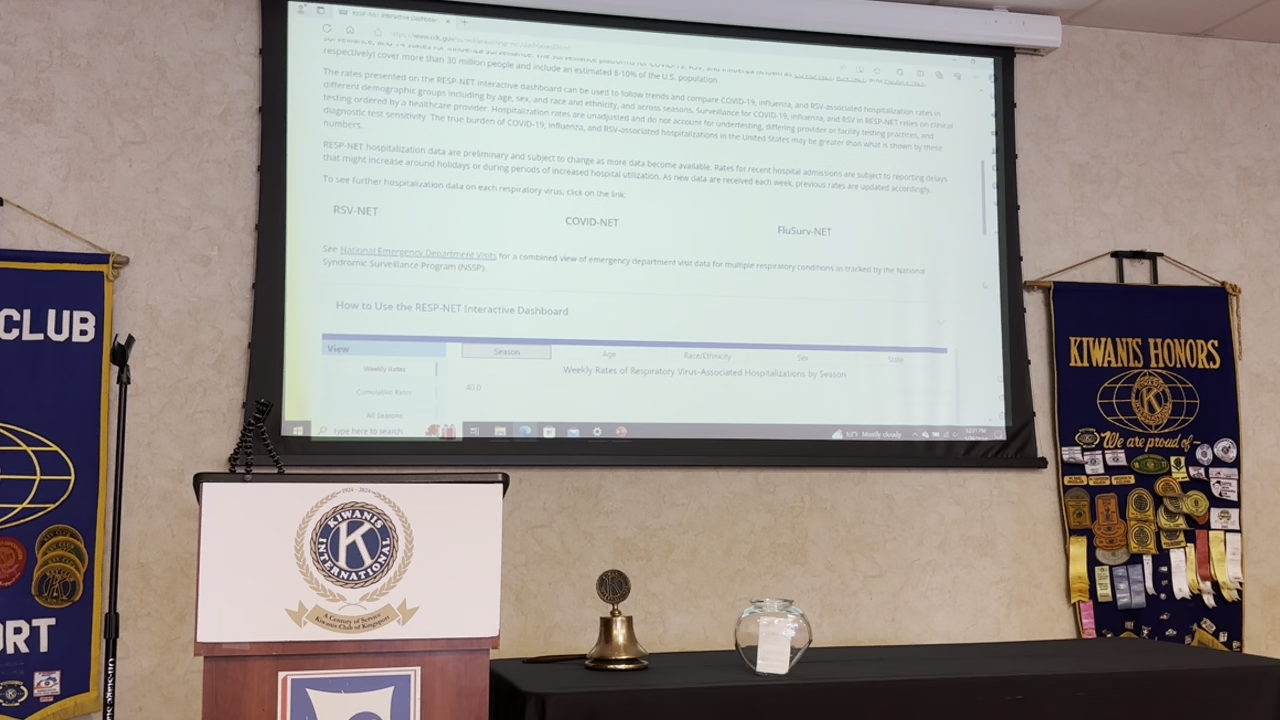 RESP-NET Interactive Dashboard
respectively) cover more than 30 million people and include an estimated 8-10% of the U.S. population.
The rates presented on the RESP-NET interactive dashboard can be used to follow trends and compare COVID-19, influenza, and RSV-associated hospitalization rates in
different demographic groups including by age, sex, and race and ethnicity, and across seasons. Surveillance for COVID-19, influenza, and RSV in RESP-NET relies on clinical
testing ordered by a healthcare provider. Hospitalization rates are unadjusted and do not account for undertesting, differing provider or facility testing practices, and
diagnostic test sensitivity. The true burden of COVID-19, influenza, and RSV-associated hospitalizations in the United States may be greater than what is shown by these
numbers.
RESP-NET hospitalization data are preliminary and subject to change as more data become available. Rates for recent hospital admissions are subject to reporting delays
that might increase around holidays or during periods of increased hospital utilization. As new data are received each week, previous rates are updated accordingly.
To see further hospitalization data on each respiratory virus, click on the link:
RSV-NET
COVID-NET
FluSurv-NET
See National Emergency Department Visits for a combined view of emergency department visit data for multiple respiratory conditions as tracked by the National
Syndromic Surveillance Program (NSSP).
How to Use the RESP-NET Interactive Dashboard
View
Season
Age
Race/Ethnicity
Sex
State
Weekly Rates
Weekly Rates of Respiratory Virus-Associated Hospitalizations by Season
Cumulative Rates
40.0
All Seasons
Type here to search
Mostly cloudy
12:31 PM
CLUB
ORT
KIWANIS HONORS
K
We are proud of
1924 - 2024
KIWANIS
K
INTERNATIONAL
A Century of Service
Kiwanis Club of Kingsport